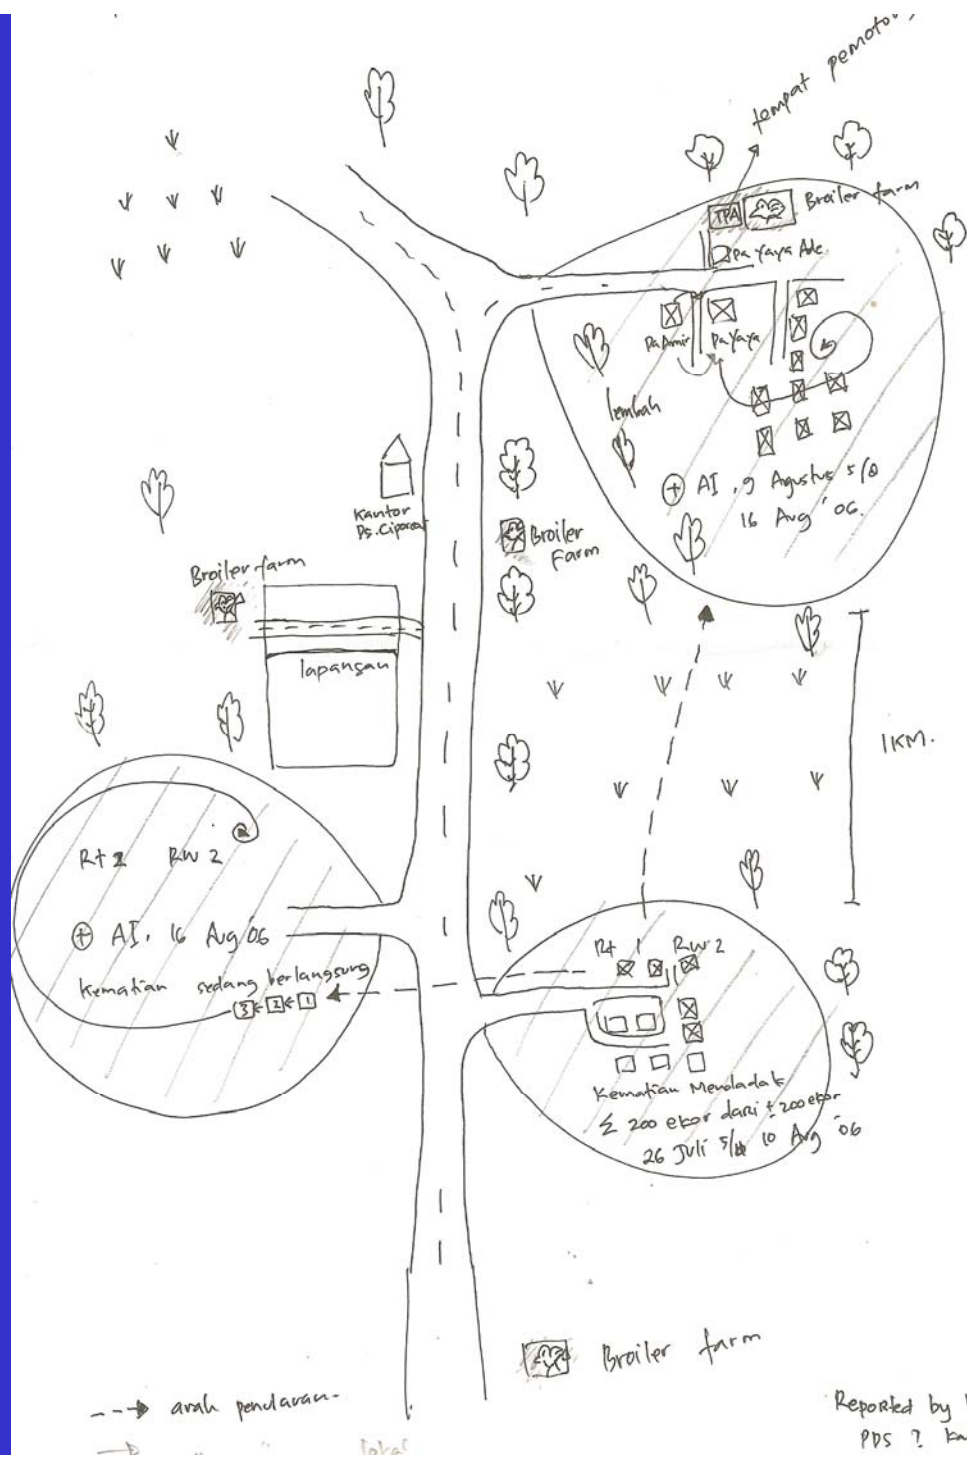 tempat
Broiler farm
TPA
pa Yaya Ade
pa Amir
pa Yaya
lembah
⊕ AI, 9 Agustus s/d
16 Aug '06.
Kantor
Ds.
Broiler
Farm
Broiler farm
lapangan
1KM.
Rt 1 RW 2
Rt RW 2
⊕ AI, 16 Aug 06
Kematian sedang berlangsung
3 ← 2 ← 1
Kematian Mendadak
Σ 200 ekor dari ± 200 ekor
26 Juli s/d 10 Aug '06
Broiler farm
arah penularan
lokal
Reported by
PDS ?